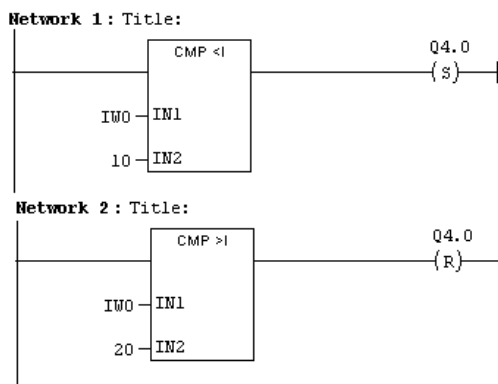 Network 1 : Title:
CMP <I
Q4.0
(S)
IW0
IN1
10
IN2
Network 2 : Title:
CMP >I
Q4.0
(R)
IW0
IN1
20
IN2